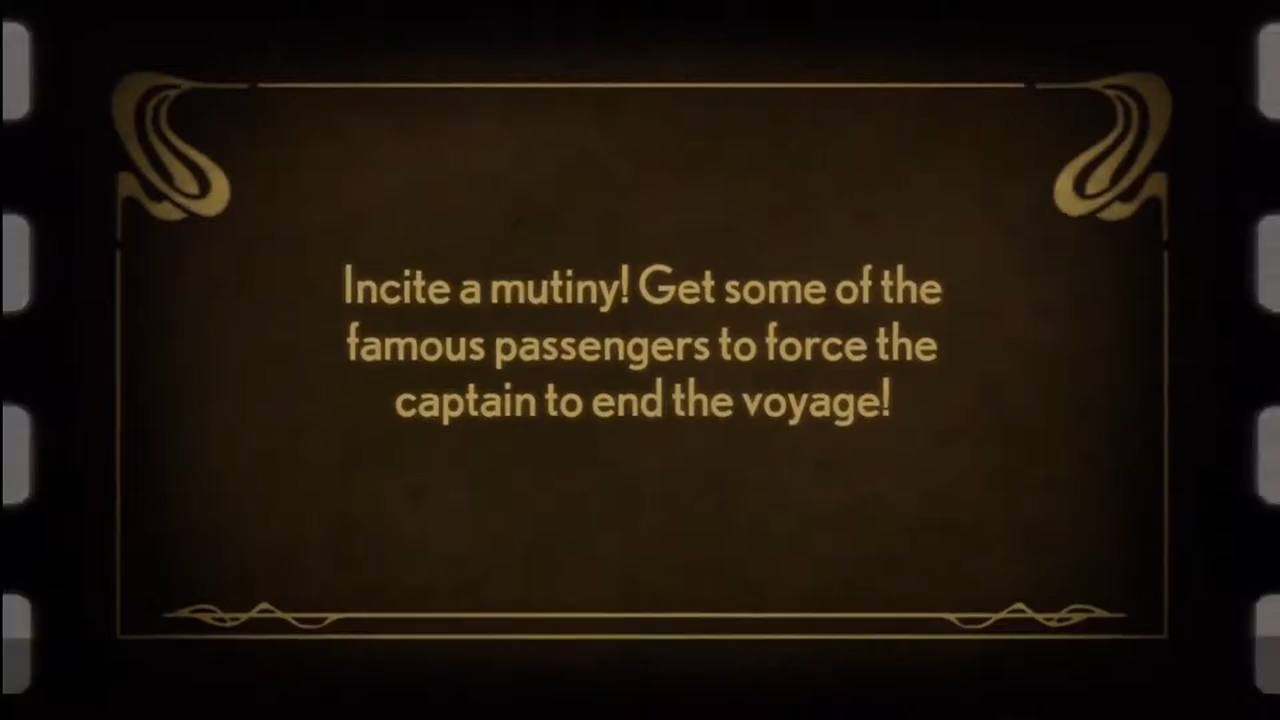 Incite a mutiny! Get some of the
famous passengers to force the
captain to end the voyage!